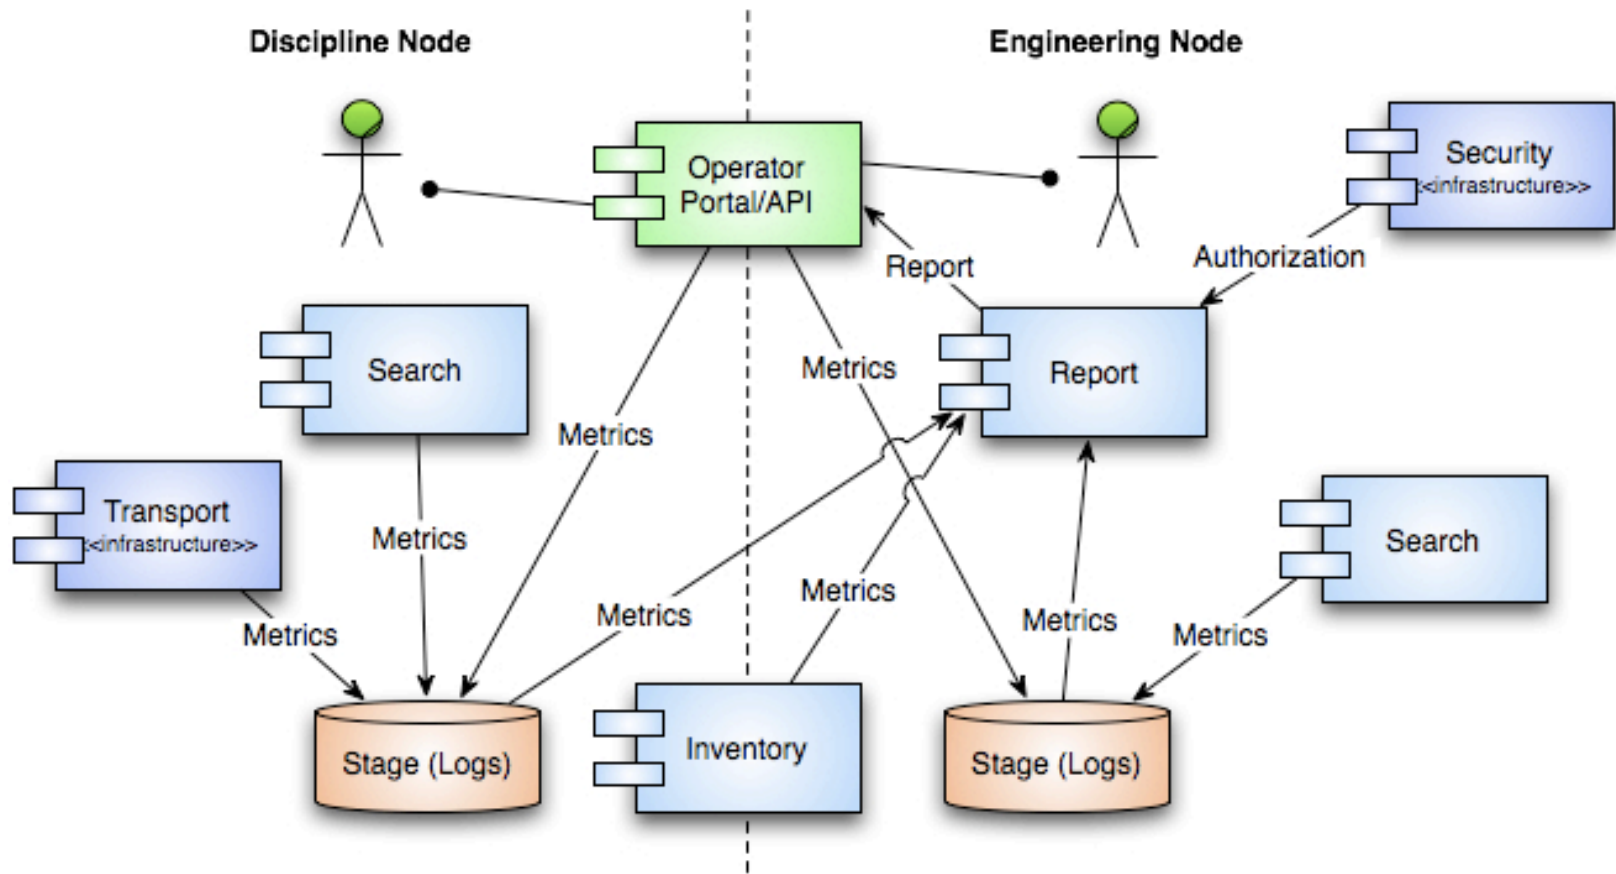 Discipline Node
Engineering Node
Operator
Portal/API
Security
<<infrastructure>>
Authorization
Report
Search
Metrics
Report
Metrics
Transport
<<infrastructure>>
Metrics
Search
Metrics
Metrics
Metrics
Metrics
Metrics
Stage (Logs)
Inventory
Stage (Logs)